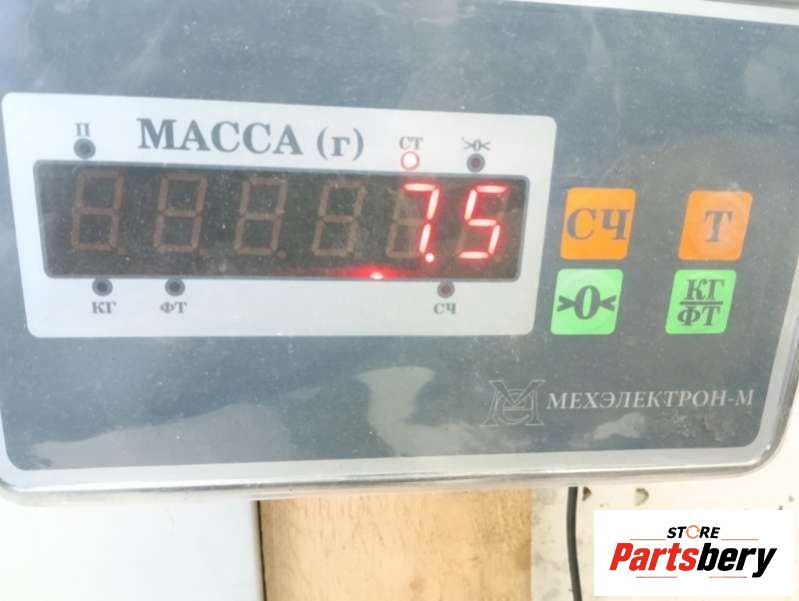 П
МАССА (г)
СТ
>0<
7.5
КГ
ФТ
СЧ
СЧ
Т
>0<
КГ
ФТ
МЕХЭЛЕКТРОН-М
STORE
Partsbery